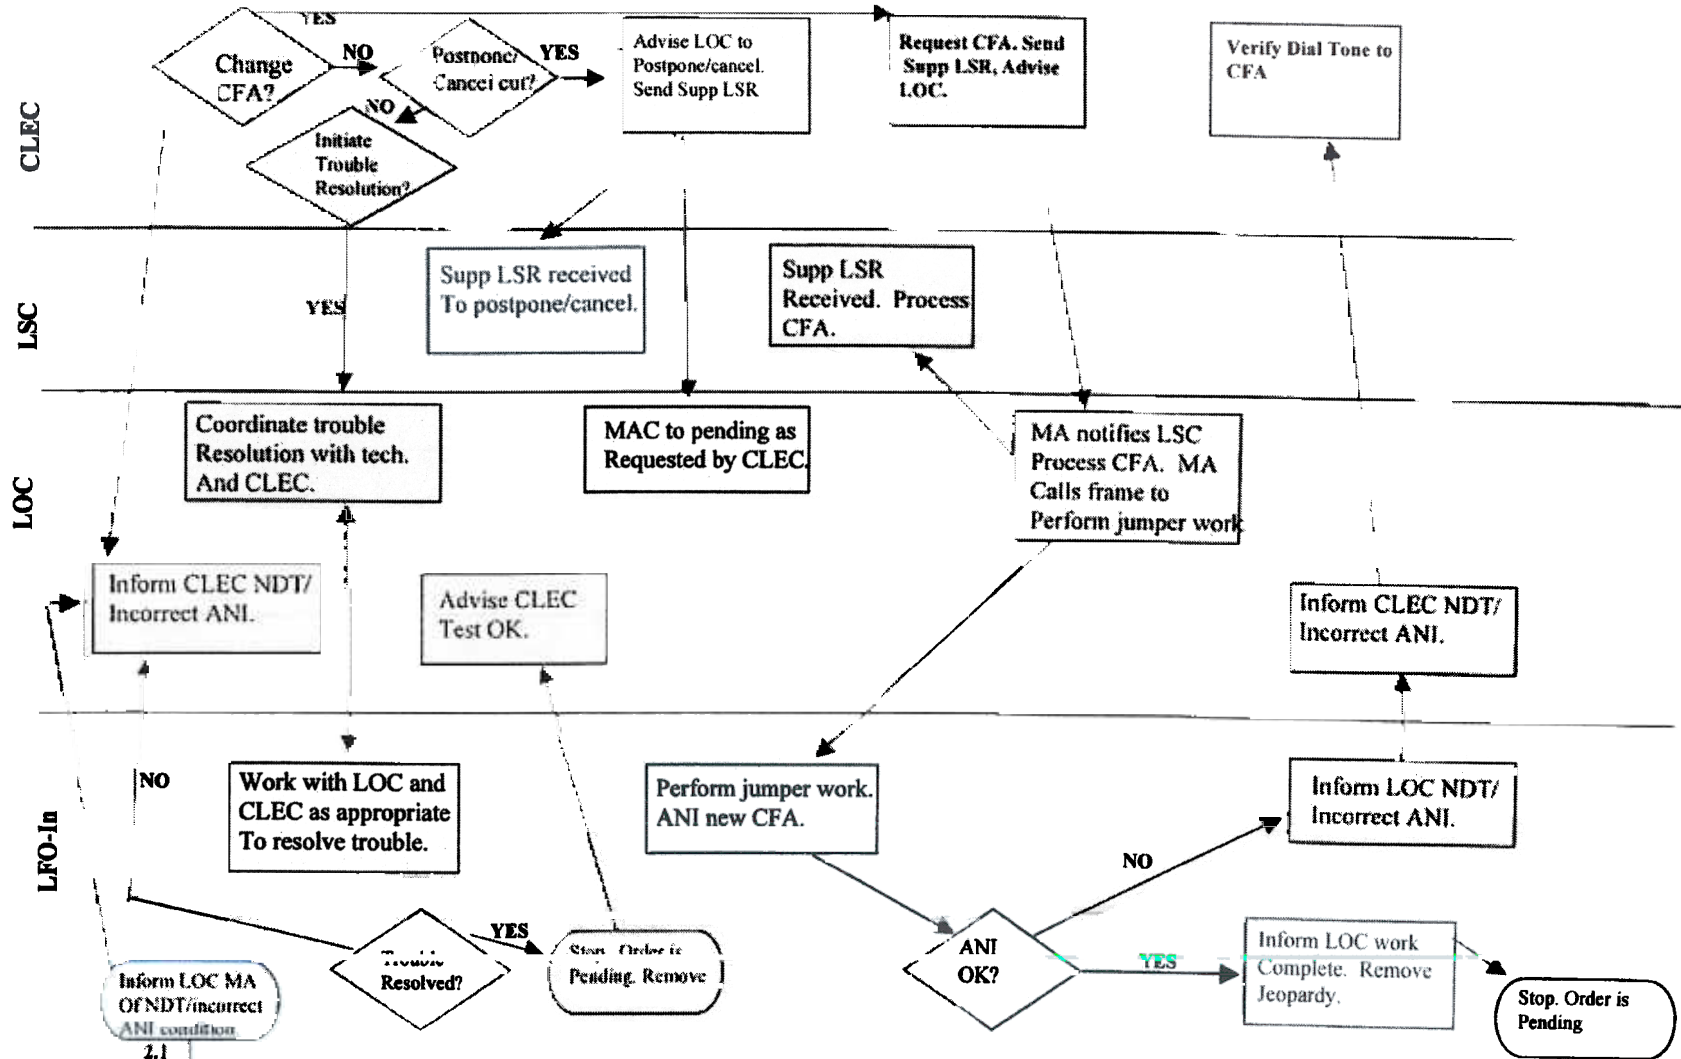 YES
Change
CFA?
NO
Postpone/
Cancel cut?
YES
Advise LOC to
Postpone/cancel.
Send Supp LSR
Request CFA. Send
Supp LSR, Advise
LOC.
Verify Dial Tone to
CFA
NO
Initiate
Trouble
Resolution?
CLEC
Supp LSR received
To postpone/cancel.
Supp LSR
Received. Process
CFA.
YES
LSC
Coordinate trouble
Resolution with tech.
And CLEC.
MAC to pending as
Requested by CLEC.
MA notifies LSC
Process CFA. MA
Calls frame to
Perform jumper work
LOC
Inform CLEC NDT/
Incorrect ANI.
Advise CLEC
Test OK.
Inform CLEC NDT/
Incorrect ANI.
NO
Work with LOC and
CLEC as appropriate
To resolve trouble.
Perform jumper work.
ANI new CFA.
Inform LOC NDT/
Incorrect ANI.
LFO-In
NO
Trouble
Resolved?
YES
Stop. Order is
Pending. Remove
ANI
OK?
YES
Inform LOC work
Complete. Remove
Jeopardy.
Stop. Order is
Pending
Inform LOC MA
Of NDT/incorrect
ANI condition
2.1